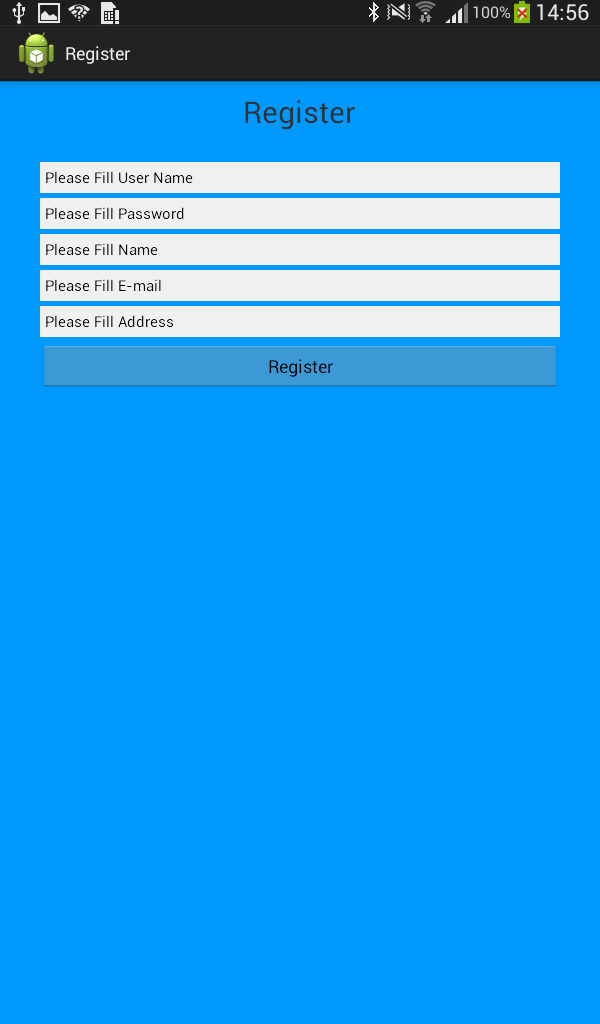 100% 14:56
Register
Register
Please Fill User Name
Please Fill Password
Please Fill Name
Please Fill E-mail
Please Fill Address
Register